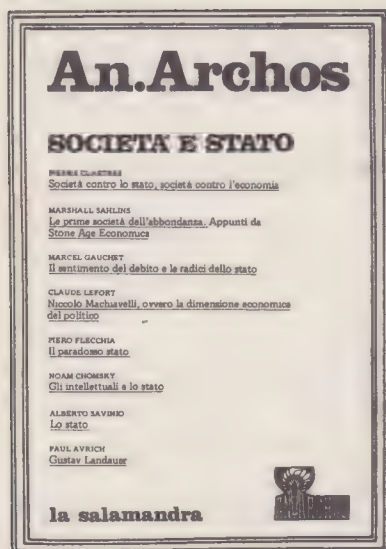 An.Archos
SOCIETA E STATO
PIERRE CLASTRES
Società contro lo stato, società contro l'economia
MARSHALL SAHLINS
Le prime società dell'abbondanza. Appunti da
Stone Age Economics
MARCEL GAUCHET
Il sentimento del debito e le radici dello stato
CLAUDE LEFORT
Niccolo Machiavelli, ovvero la dimensione economica
del politico
PIERO FLECCHIA
Il paradosso stato
NOAM CHOMSKY
Gli intellettuali e lo stato
ALBERTO SAVINIO
Lo stato
PAUL AVRICH
Gustav Landauer
la salamandra